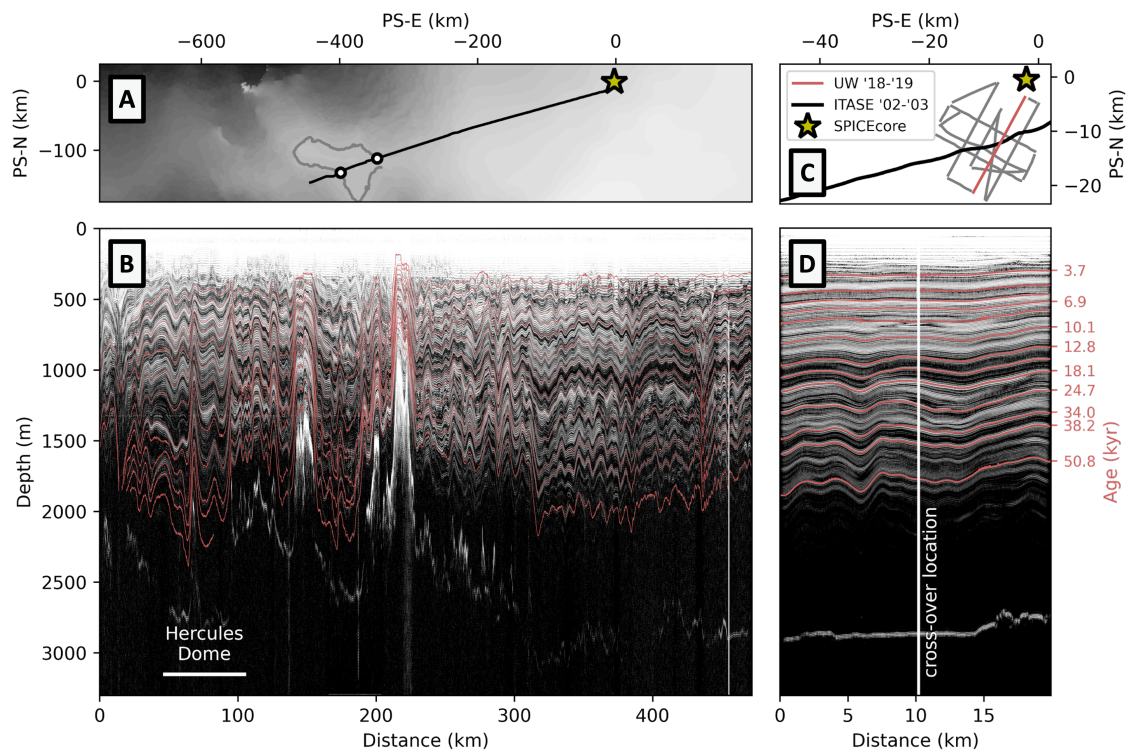 PS-E (km)
−600 −400 −200 0
PS-N (km)
0
−100
A
PS-E (km)
−40 −20 0
UW '18-'19
ITASE '02-'03
SPICEcore
C
0
−10
−20
PS-N (km)
B
Depth (m)
0
500
1000
1500
2000
2500
3000
Hercules
Dome
0 100 200 300 400
Distance (km)
D
cross-over location
3.7
6.9
10.1
12.8
18.1
24.7
34.0
38.2
50.8
Age (kyr)
0 5 10 15
Distance (km)